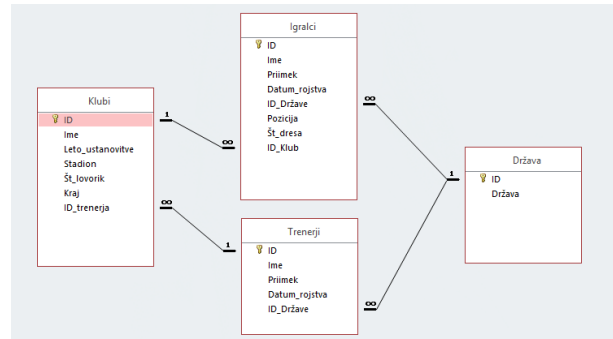 Klubi
ID
Ime
Leto_ustanovitve
Stadion
Št_lovorik
Kraj
ID_trenerja
1
∞
∞
1
Igralci
ID
Ime
Priimek
Datum_rojstva
ID_Države
Pozicija
Št_dresa
ID_Klub
Trenerji
ID
Ime
Priimek
Datum_rojstva
ID_Države
∞
1
∞
Država
ID
Država